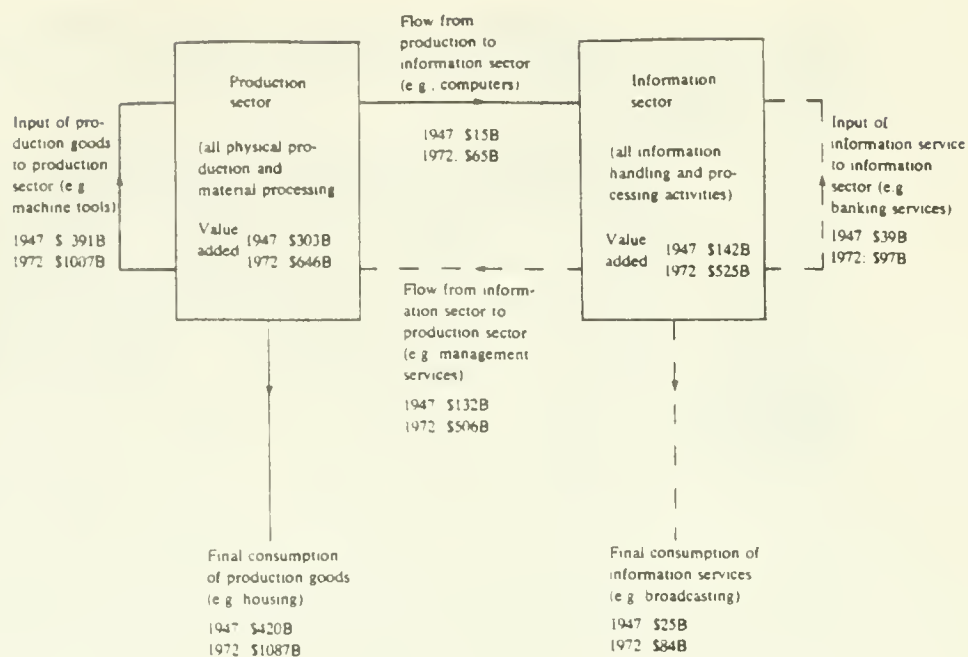 Flow from
production to
information sector
(e g , computers)
1947 $15B
1972. $65B
Production
sector
(all physical pro-
duction and
material processing
Value
added
1947 $303B
1972 $646B
Information
sector
(all information
handling and pro-
cessing activities)
Value
added
1947 $142B
1972 $525B
Input of pro-
duction goods
to production
sector (e g
machine tools)
1947 $ 391B
1972 $1007B
Input of
information service
to information
sector (e.g
banking services)
1947 $39B
1972: $97B
Flow from inform-
ation sector to
production sector
(e g management
services)
1947 $132B
1972 $506B
Final consumption
of production goods
(e g housing)
1947 $420B
1972 $1087B
Final consumption of
information services
(e g broadcasting)
1947 $25B
1972 $84B